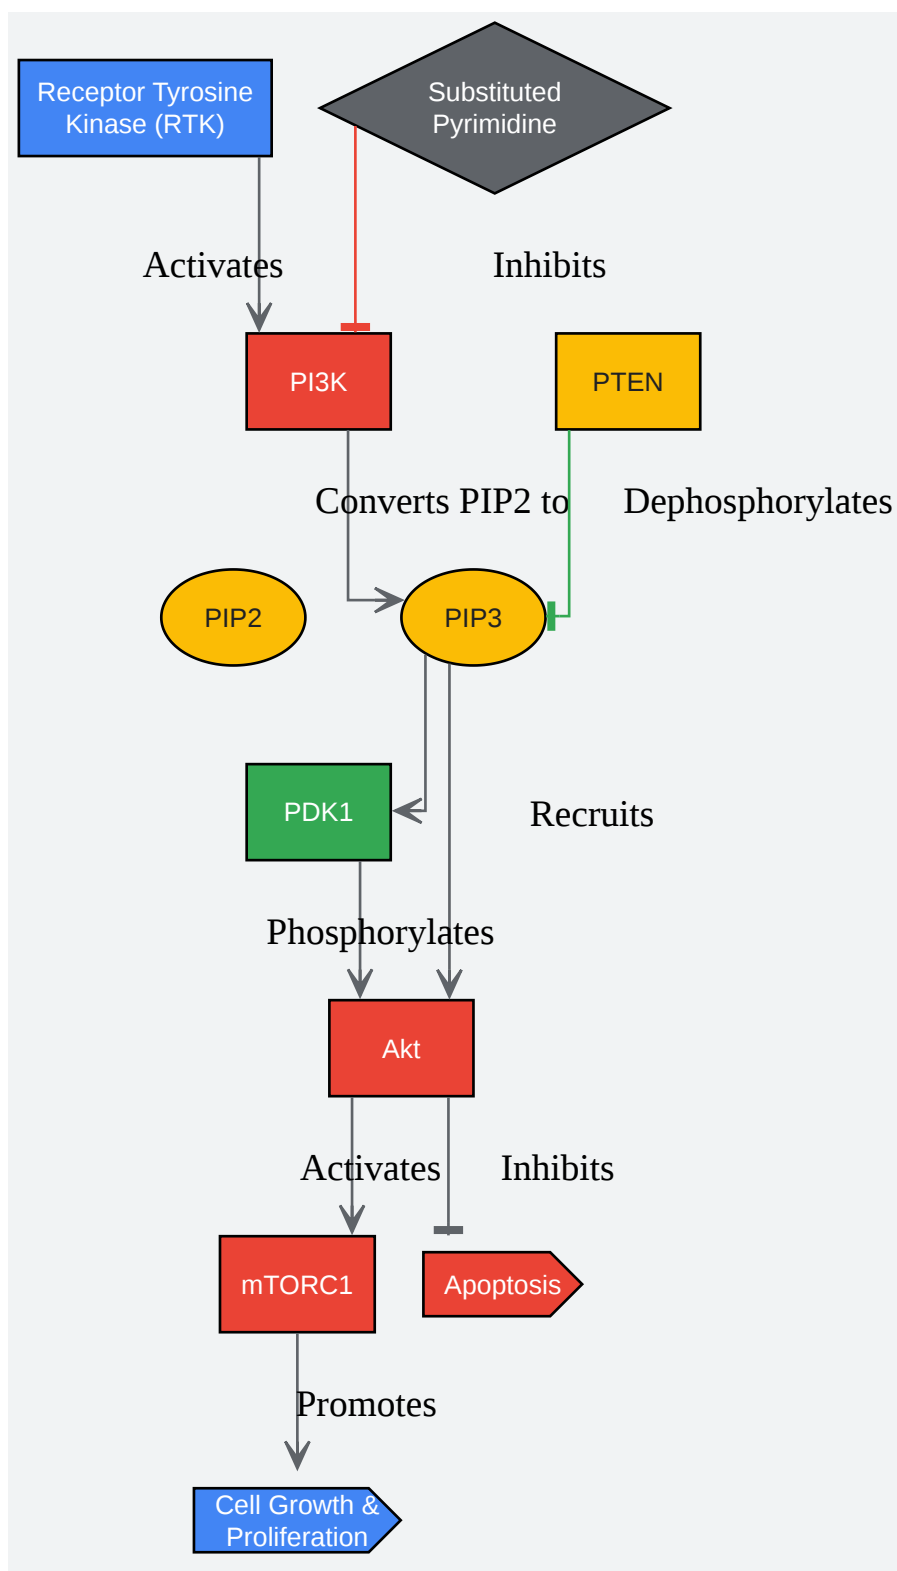 Receptor Tyrosine
Kinase (RTK)
Substituted
Pyrimidine
Activates
Inhibits
PI3K
PTEN
Converts PIP2 to
Dephosphorylates
PIP2
PIP3
PDK1
Recruits
Phosphorylates
Akt
Activates
Inhibits
mTORC1
Apoptosis
Promotes
Cell Growth &
Proliferation